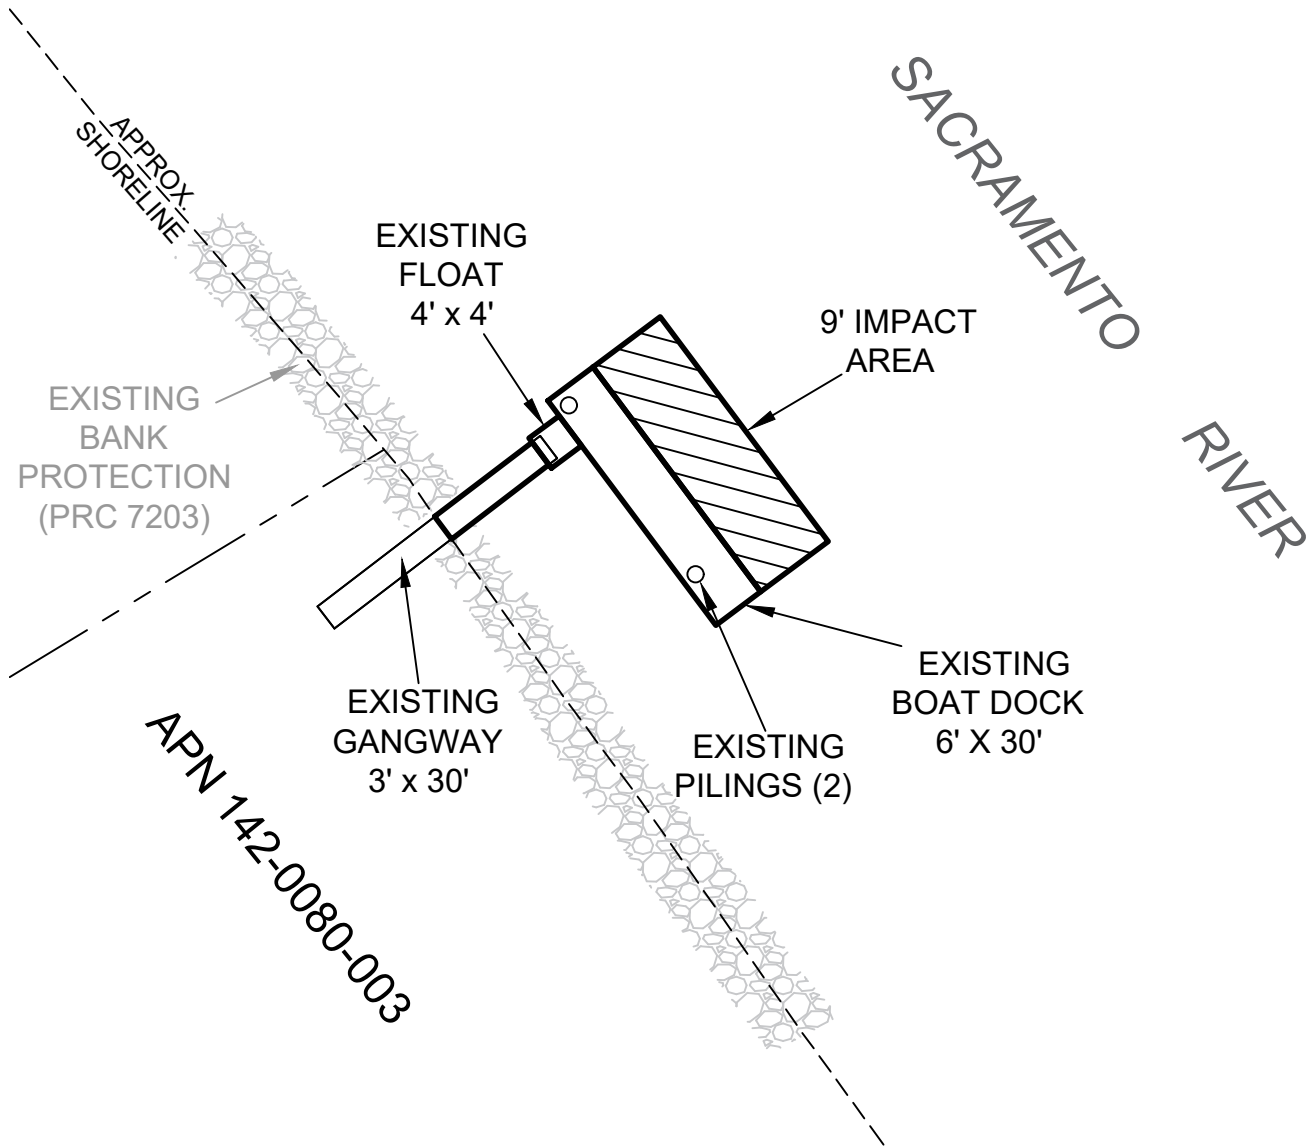 SACRAMENTO
RIVER
APPROX.
SHORELINE
EXISTING
FLOAT
4' x 4'
9' IMPACT
AREA
EXISTING
BANK
PROTECTION
(PRC 7203)
EXISTING
GANGWAY
3' x 30'
EXISTING
PILINGS (2)
EXISTING
BOAT DOCK
6' X 30'
APN 142-0080-003